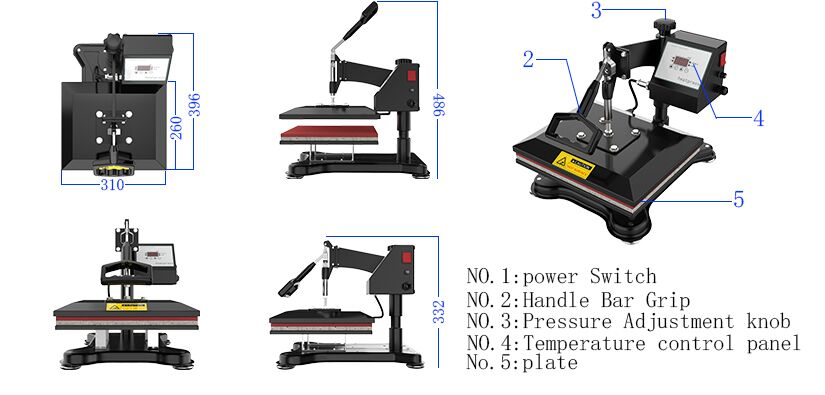 396
260
310
486
332
3
2
4
5
CAUTION
NO.1:power Switch
NO.2:Handle Bar Grip
NO.3:Pressure Adjustment knob
NO.4:Temperature control panel
No.5:plate